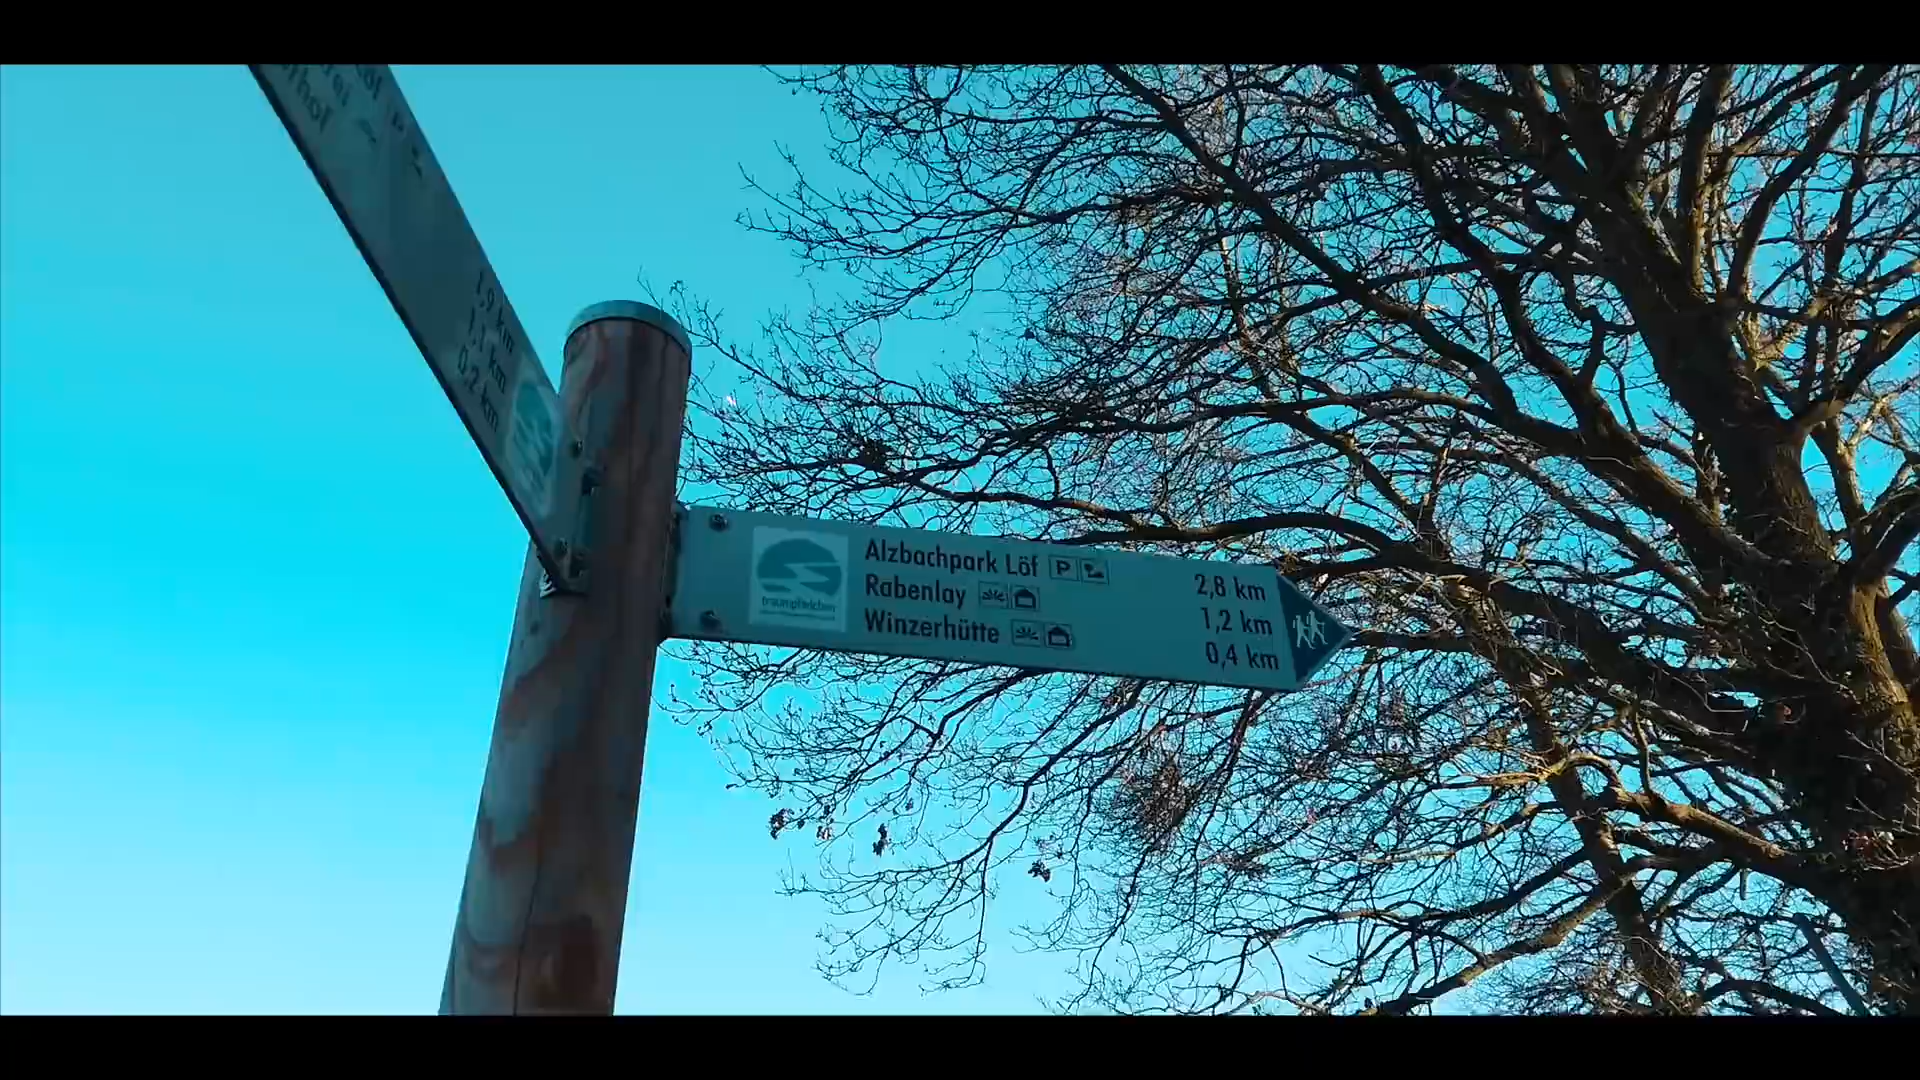 1,9 km
1,1 km
0,2 km
traumpfädchen
Alzbachpark Löf P 2,8 km
Rabenlay 1,2 km
Winzerhütte 0,4 km